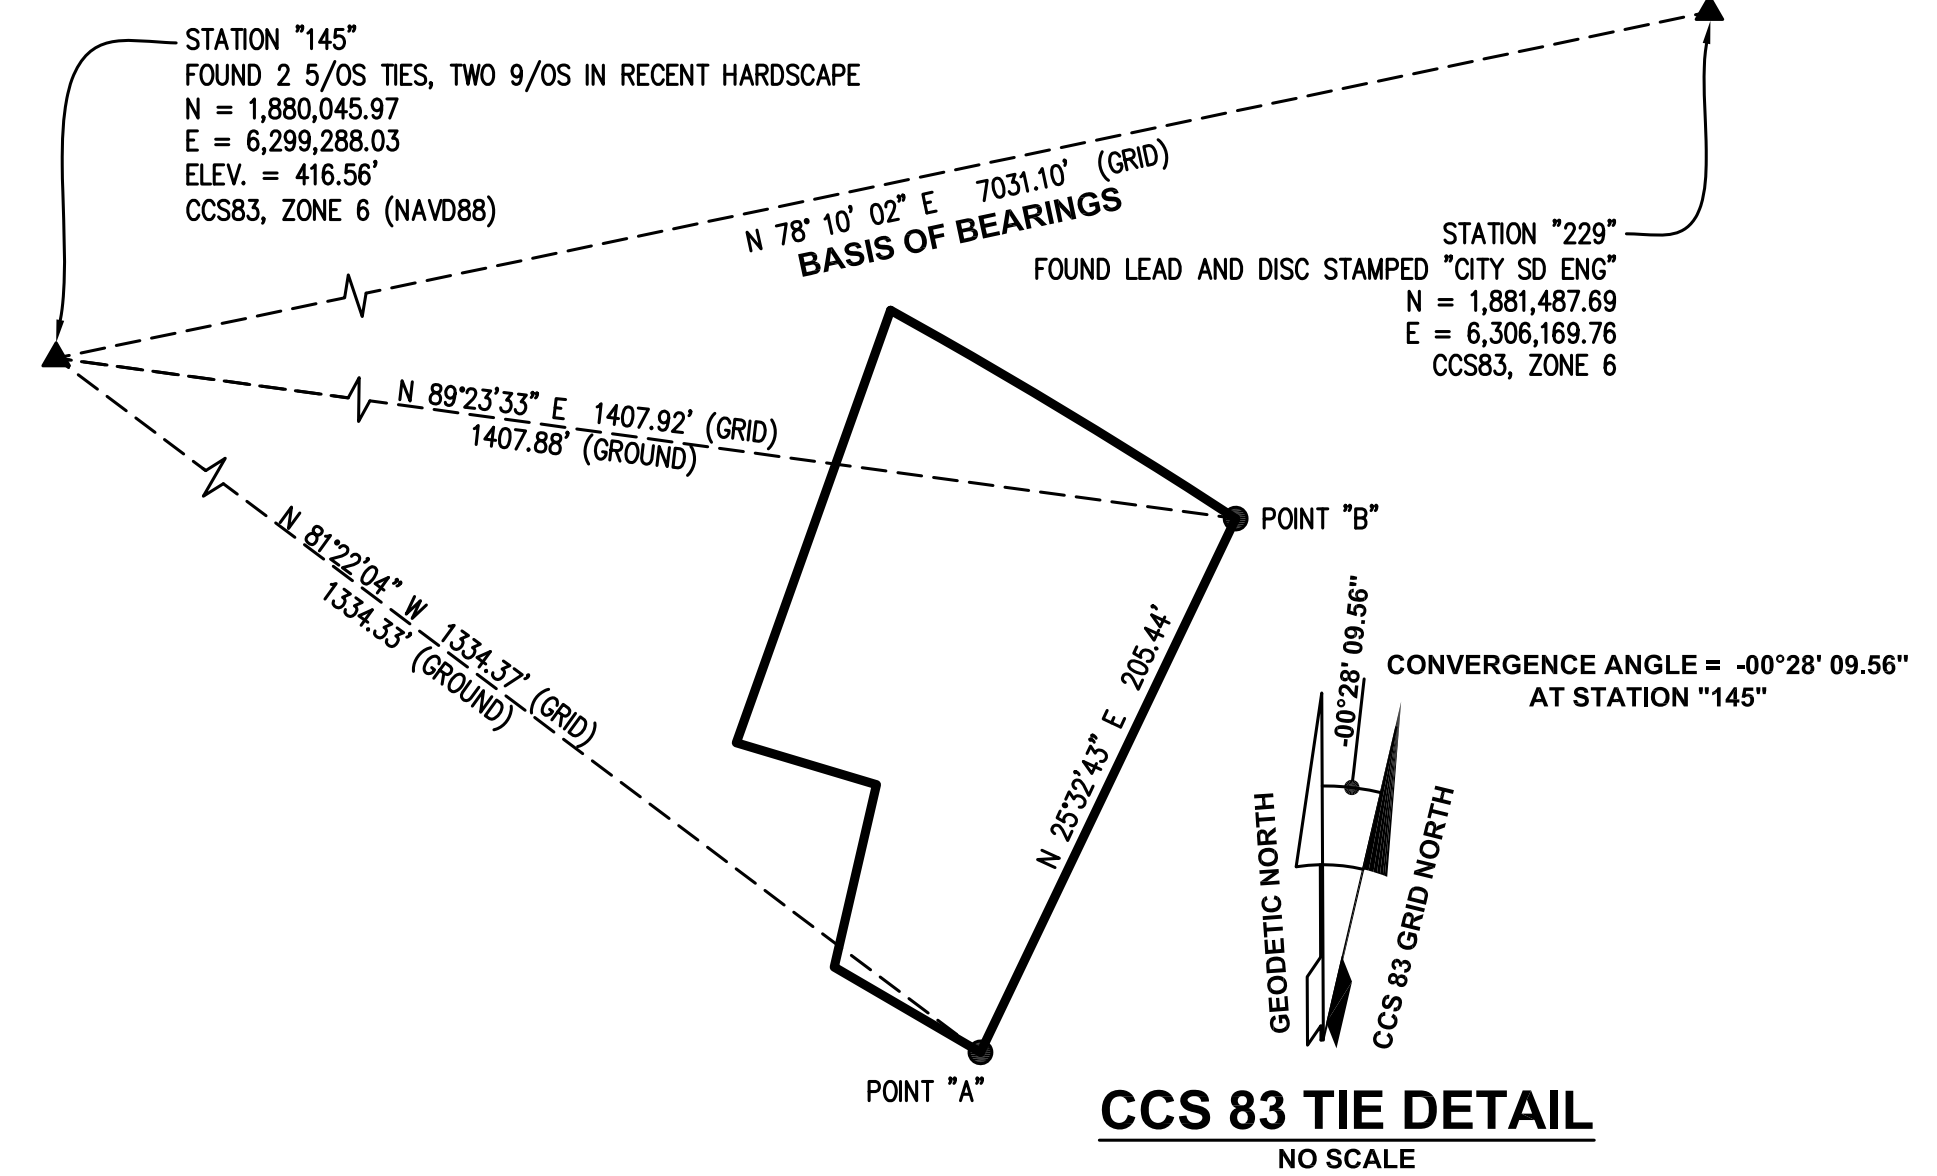 STATION "145"
FOUND 2 5/OS TIES, TWO 9/OS IN RECENT HARDSCAPE
N = 1,880,045.97
E = 6,299,288.03
ELEV. = 416.56'
CCS83, ZONE 6 (NAVD88)
N 78° 10' 02" E 7031.10' (GRID)
BASIS OF BEARINGS
STATION "229"
FOUND LEAD AND DISC STAMPED "CITY SD ENG"
N = 1,881,487.69
E = 6,306,169.76
CCS83, ZONE 6
N 89°23'33" E 1407.92' (GRID)
1407.88' (GROUND)
N 81°22'04" W 1334.37' (GRID)
1334.33' (GROUND)
POINT "B"
N 25°32'43" E 205.44'
POINT "A"
-00°28' 09.56"
CONVERGENCE ANGLE = -00°28' 09.56"
AT STATION "145"
GEODETIC NORTH
CCS 83 GRID NORTH
CCS 83 TIE DETAIL
NO SCALE